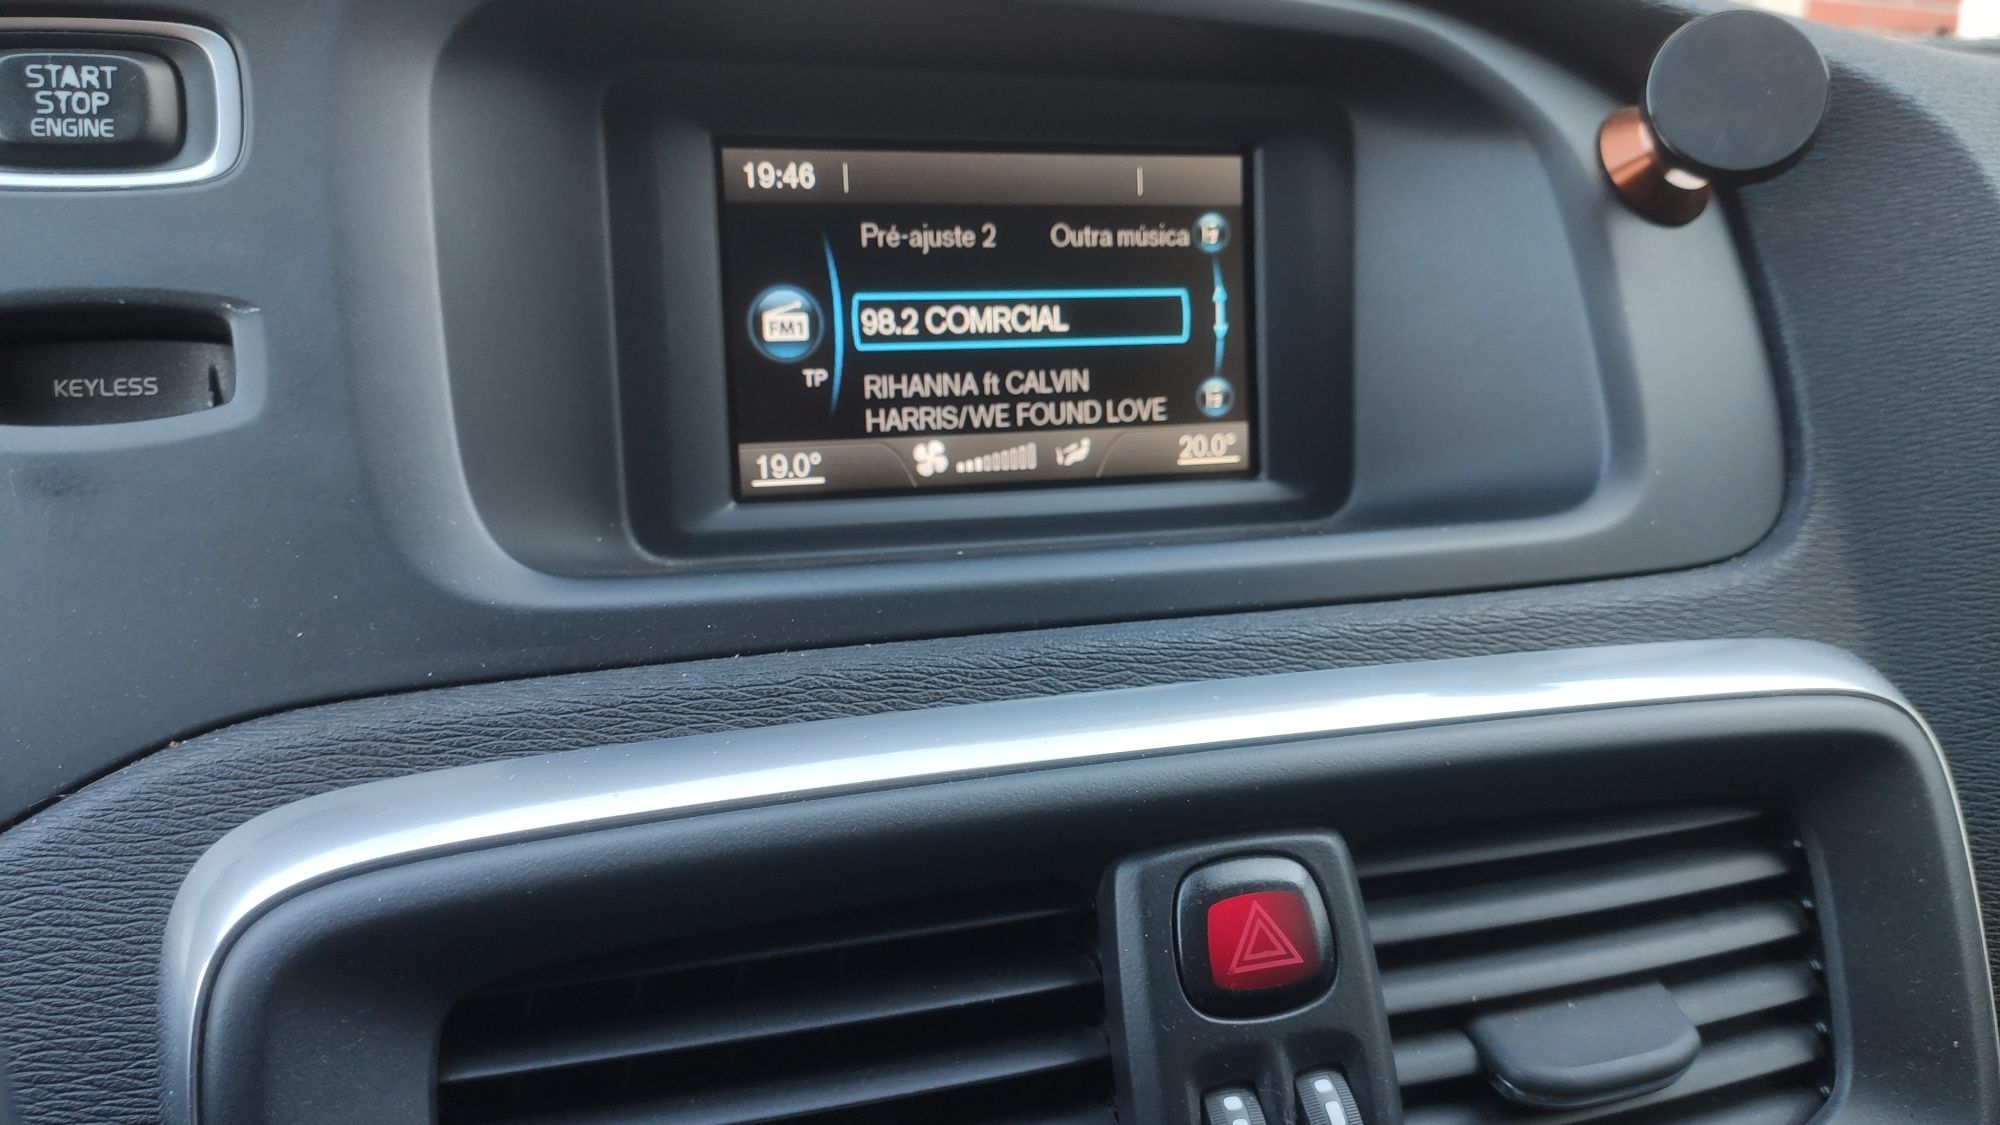 START
STOP
ENGINE
KEYLESS
19:46
Pré-ajuste 2 Outra música
FM1
98.2 COMRCIAL
TP
RIHANNA ft CALVIN
HARRIS/WE FOUND LOVE
19.0° 20.0°